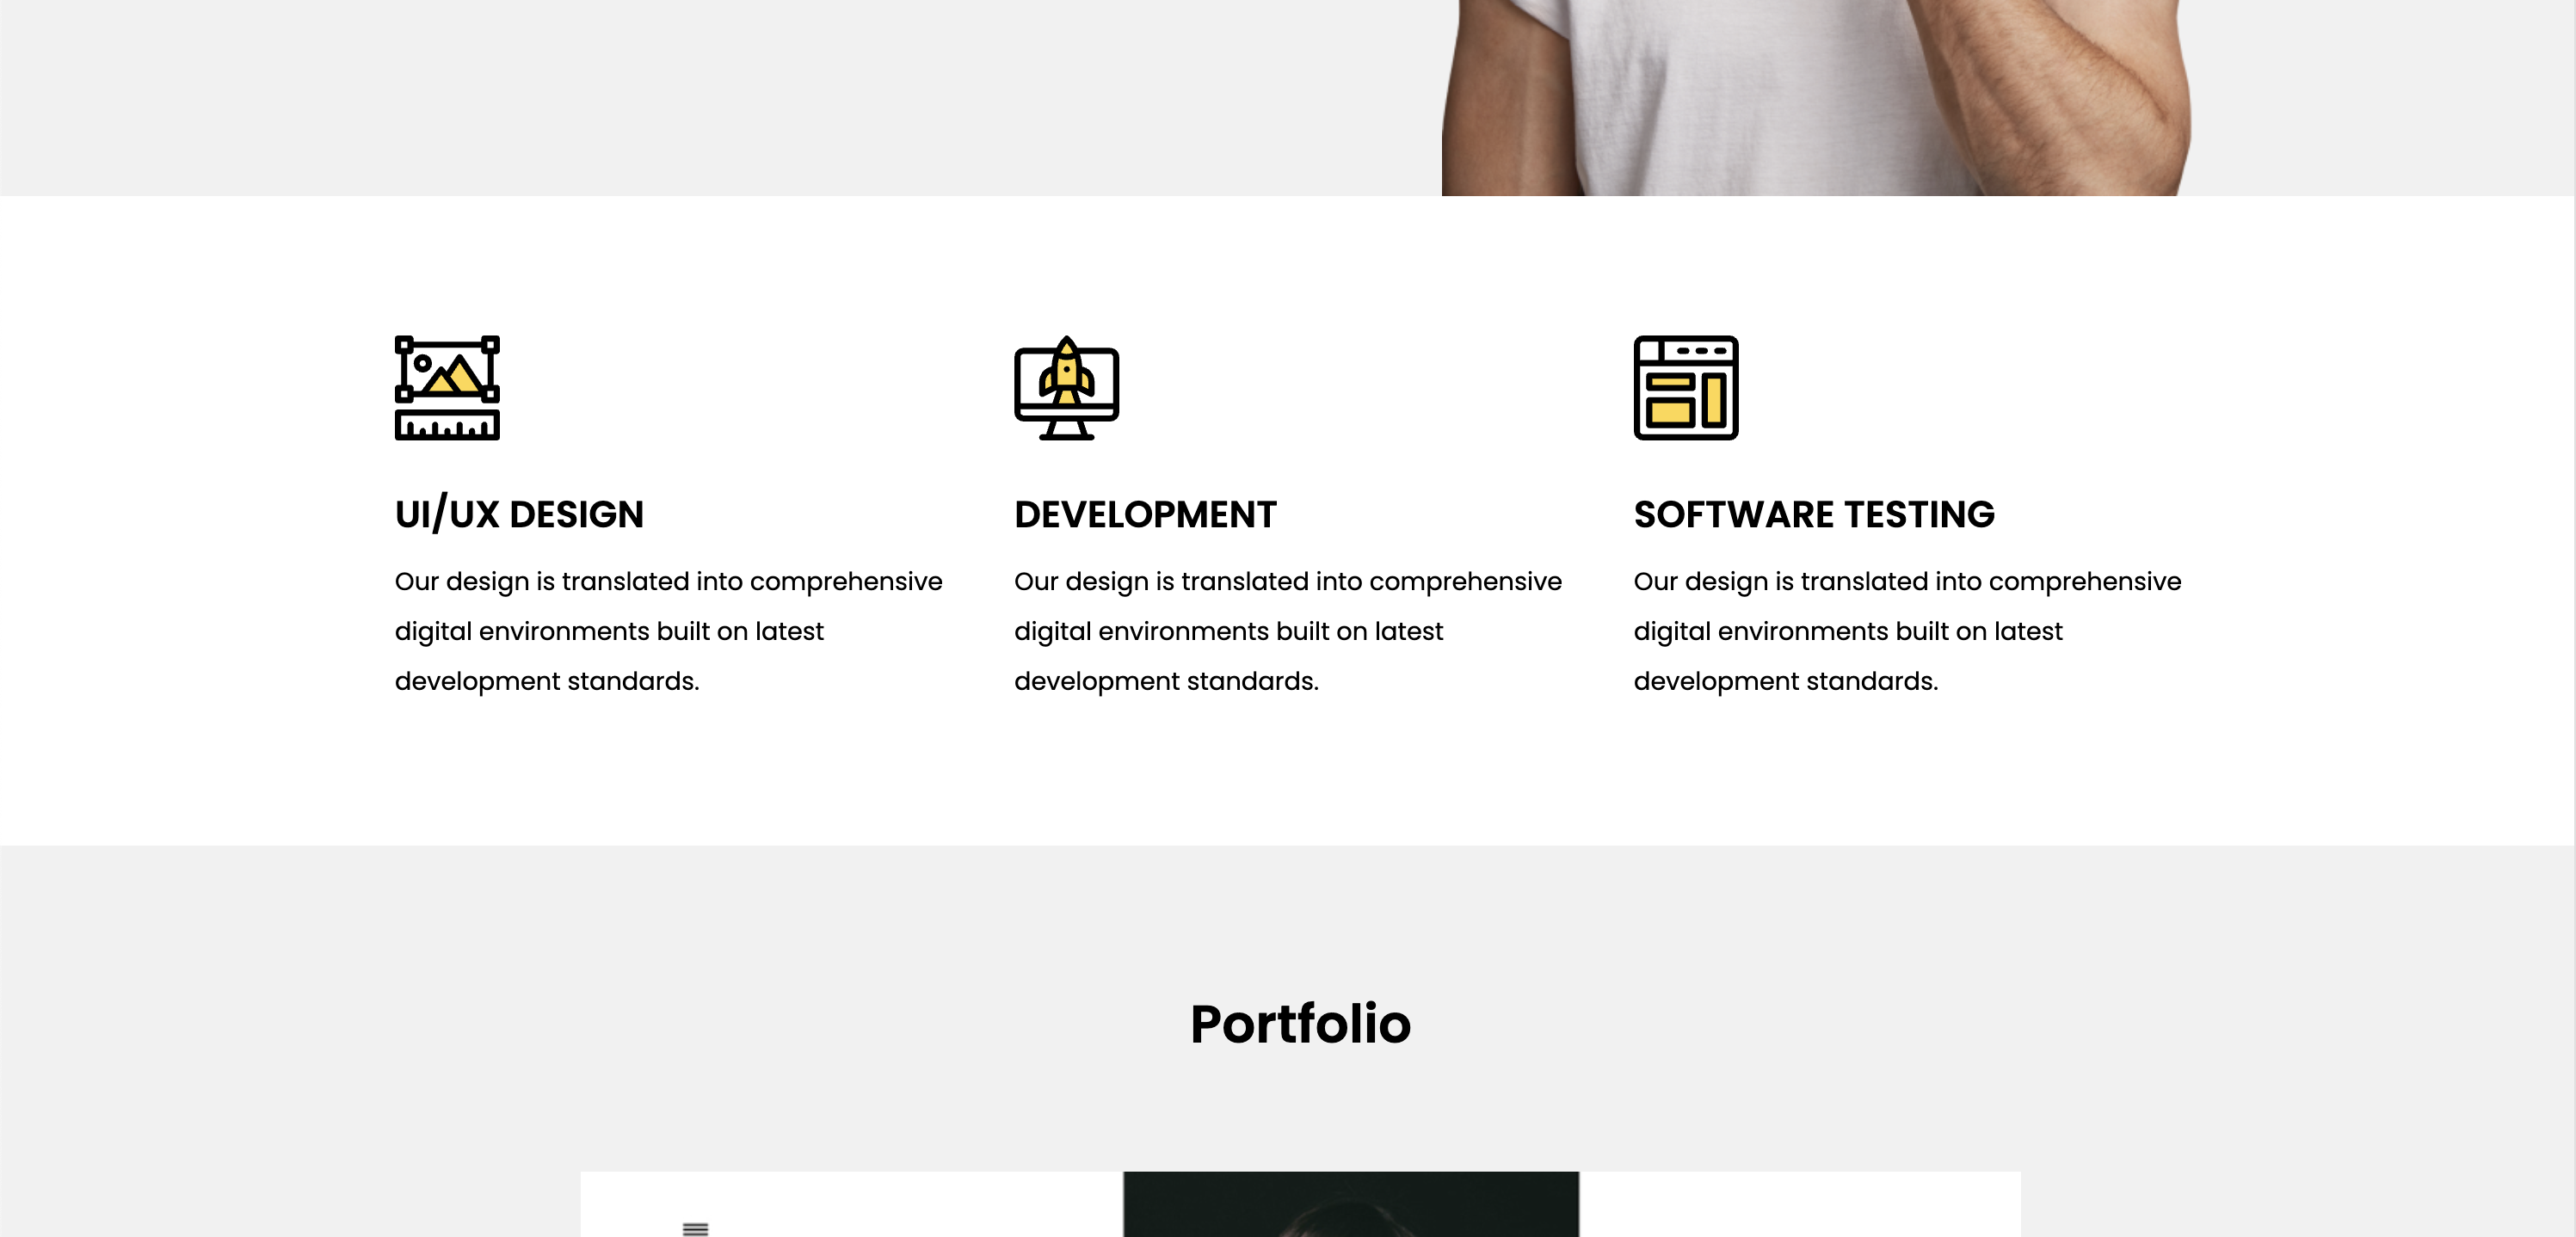 UI/UX DESIGN
Our design is translated into comprehensive
digital environments built on latest
development standards.
DEVELOPMENT
Our design is translated into comprehensive
digital environments built on latest
development standards.
SOFTWARE TESTING
Our design is translated into comprehensive
digital environments built on latest
development standards.
Portfolio